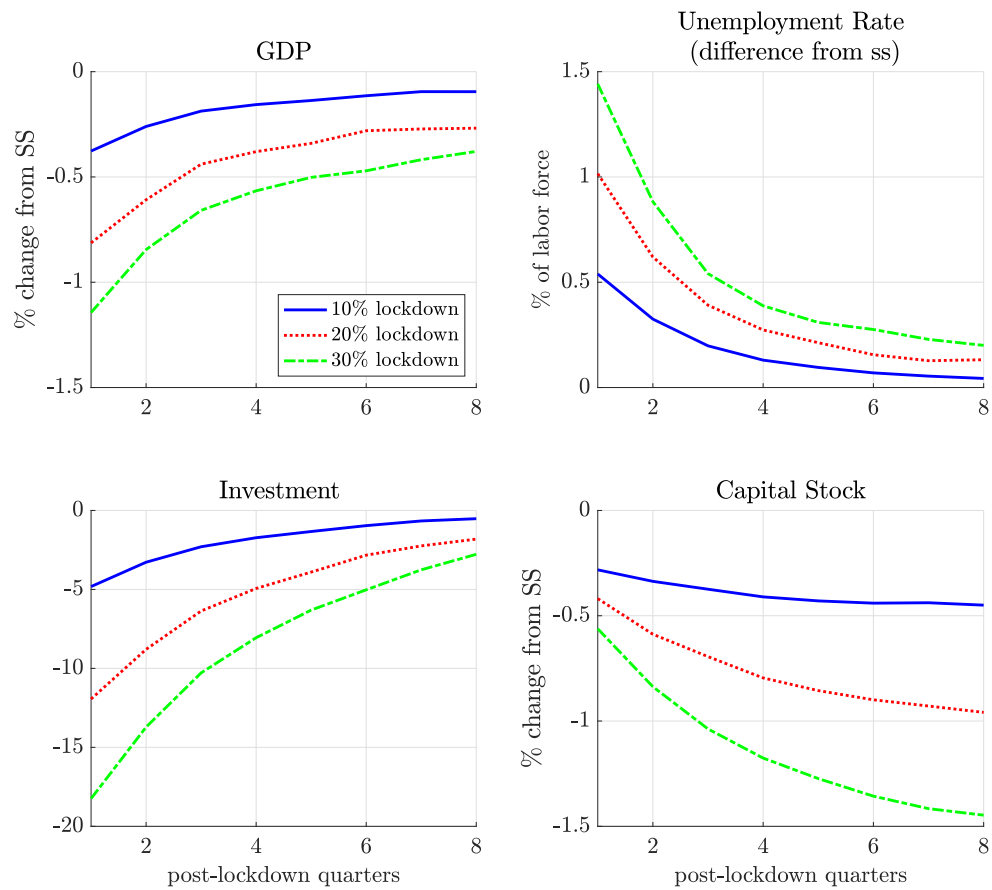 GDP
% change from SS
0
-0.5
-1
-1.5
2
4
6
8
10% lockdown
20% lockdown
30% lockdown
Unemployment Rate
(difference from ss)
% of labor force
1.5
1
0.5
0
2
4
6
8
Investment
0
-5
-10
-15
-20
2
4
6
8
post-lockdown quarters
Capital Stock
% change from SS
0
-0.5
-1
-1.5
2
4
6
8
post-lockdown quarters